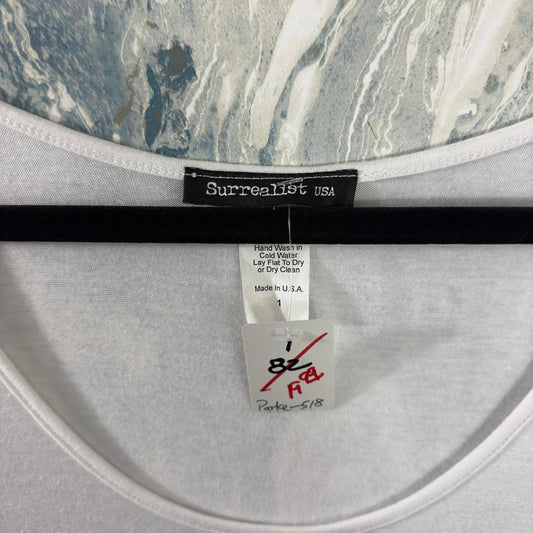 Surrealist USA
Hand Wash in
Cold Water
Lay Flat To Dry
or Dry Clean
Made In U.S.A.
1
1
82
Parker 518